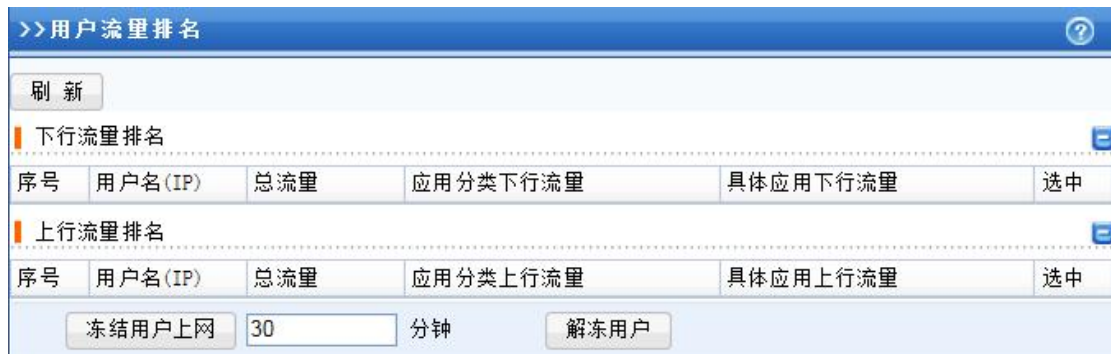 >>用户流量排名
刷 新
下行流量排名
序号 用户名(IP) 总流量 应用分类下行流量 具体应用下行流量 选中
上行流量排名
序号 用户名(IP) 总流量 应用分类上行流量 具体应用上行流量 选中
冻结用户上网 30 分钟 解冻用户